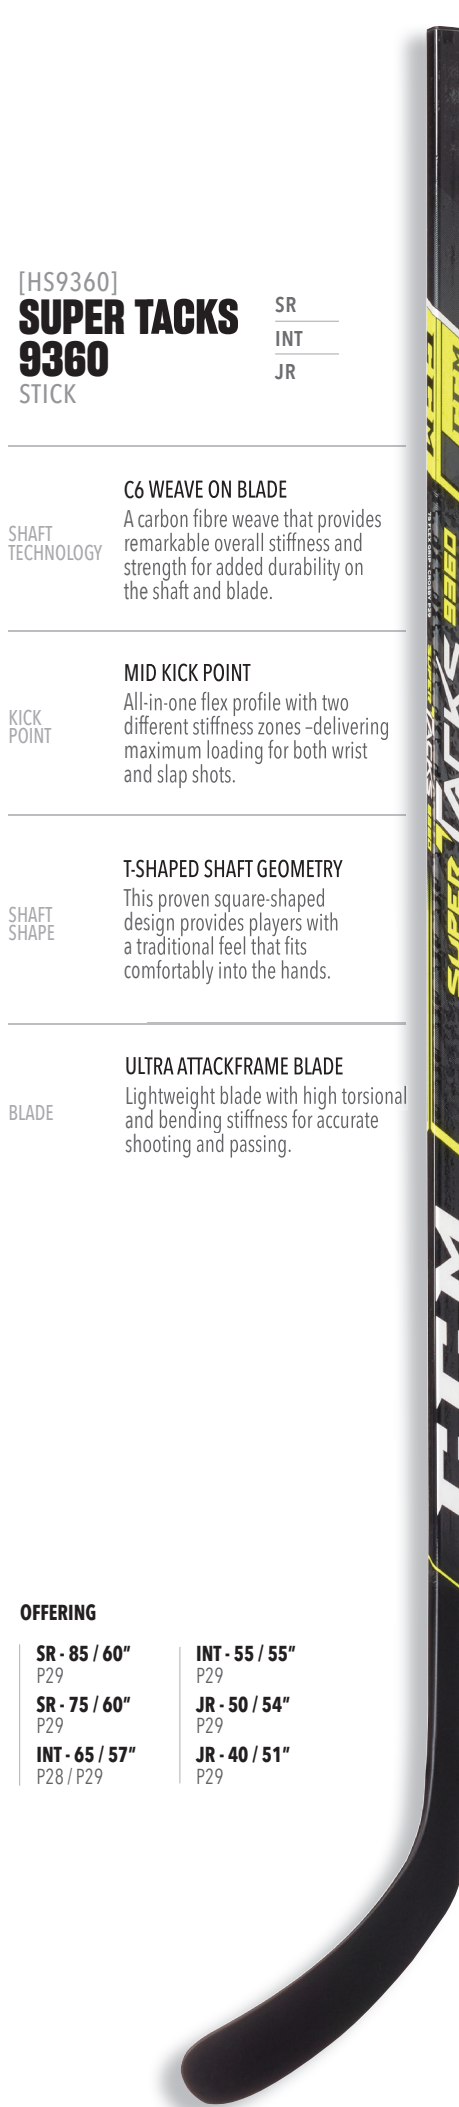 [HS9360]
SUPER TACKS
9360
STICK
SR
INT
JR
SHAFT
TECHNOLOGY
C6 WEAVE ON BLADE
A carbon fibre weave that provides
remarkable overall stiffness and
strength for added durability on
the shaft and blade.
KICK
POINT
MID KICK POINT
All-in-one flex profile with two
different stiffness zones –delivering
maximum loading for both wrist
and slap shots.
SHAFT
SHAPE
T-SHAPED SHAFT GEOMETRY
This proven square-shaped
design provides players with
a traditional feel that fits
comfortably into the hands.
BLADE
ULTRA ATTACKFRAME BLADE
Lightweight blade with high torsional
and bending stiffness for accurate
shooting and passing.
OFFERING
SR - 85 / 60”
P29
SR - 75 / 60”
P29
INT - 65 / 57”
P28 / P29
INT - 55 / 55”
P29
JR - 50 / 54”
P29
JR - 40 / 51”
P29
CCM
CCM
9360
SUPER TACKS
SUPER TACKS 9360
CCM